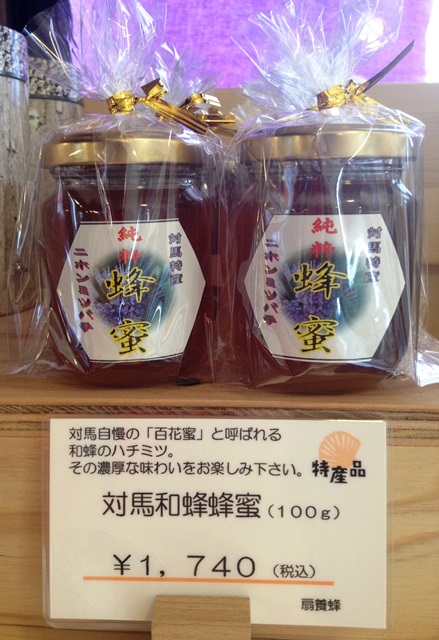 対馬特産
純粋
蜂蜜
ニホンミツバチ
対馬特産
純粋
蜂蜜
ニホンミツバチ
対馬自慢の「百花蜜」と呼ばれる
和蜂のハチミツ。
その濃厚な味わいをお楽しみ下さい。
特産品
対馬和蜂蜂蜜（100g）
￥1,740（税込）
扇養蜂